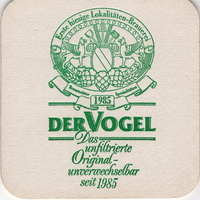 Erste hiesige Lokalitäten-Brauerei
1985
DER VOGEL
Das
unfiltrierte
Original-
unverwechselbar
seit 1985